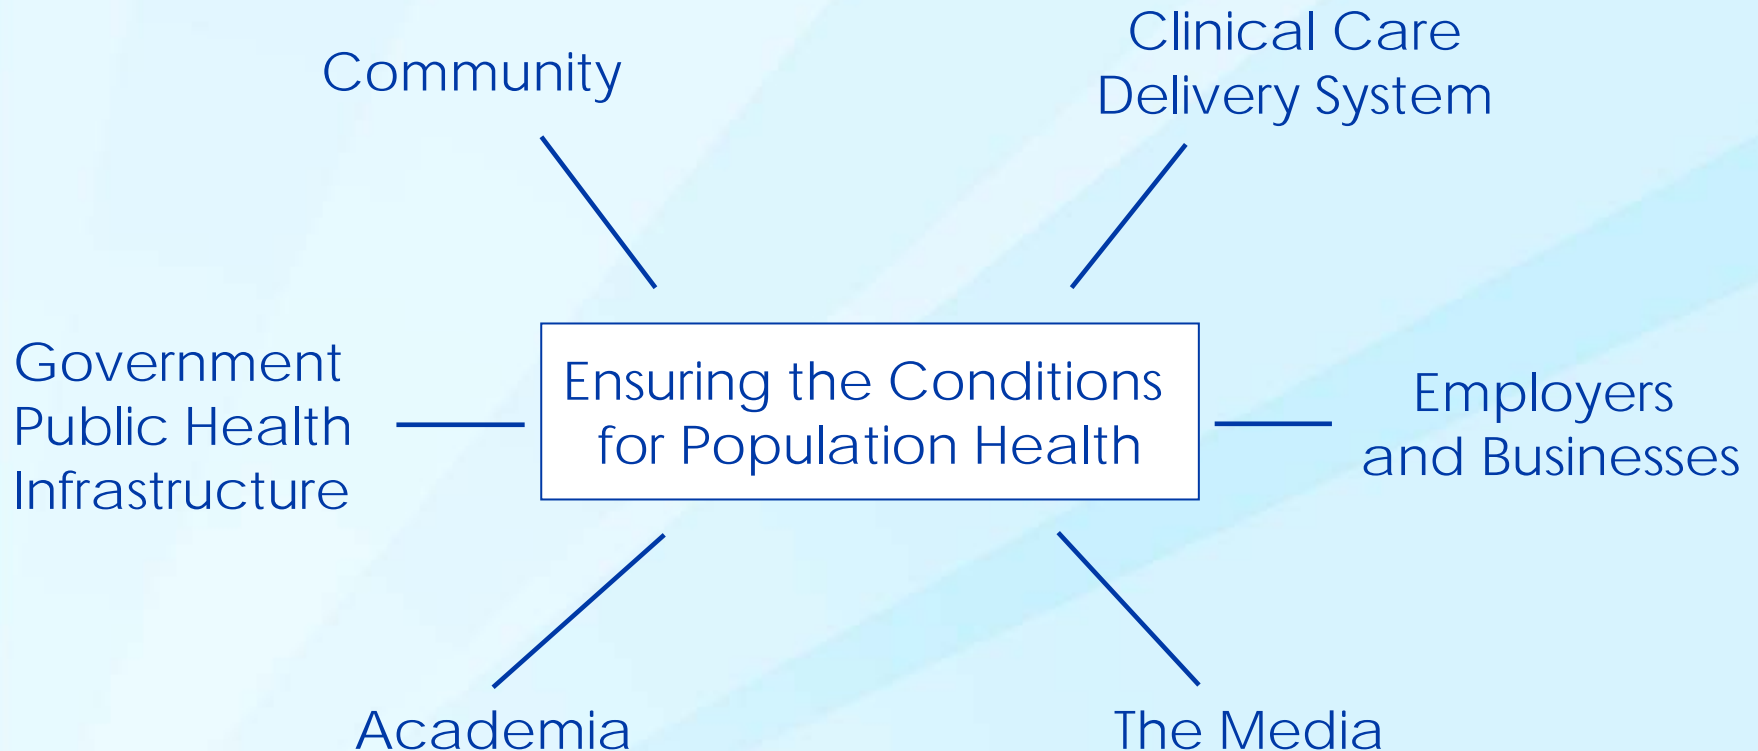 Community
Clinical Care
Delivery System
Government
Public Health
Infrastructure
Ensuring the Conditions
for Population Health
Employers
and Businesses
Academia
The Media